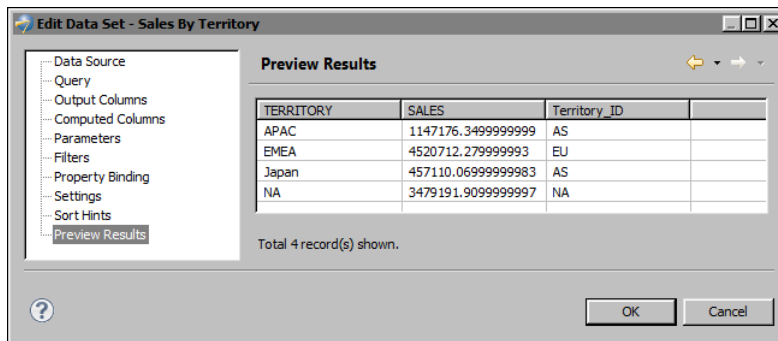 Edit Data Set - Sales By Territory
Data Source
Query
Output Columns
Computed Columns
Parameters
Filters
Property Binding
Settings
Sort Hints
Preview Results
Preview Results
TERRITORY SALES Territory_ID
APAC 1147176.3499999999 AS
EMEA 4520712.279999993 EU
Japan 457110.06999999983 AS
NA 3479191.9099999997 NA
Total 4 record(s) shown.
?
OK Cancel